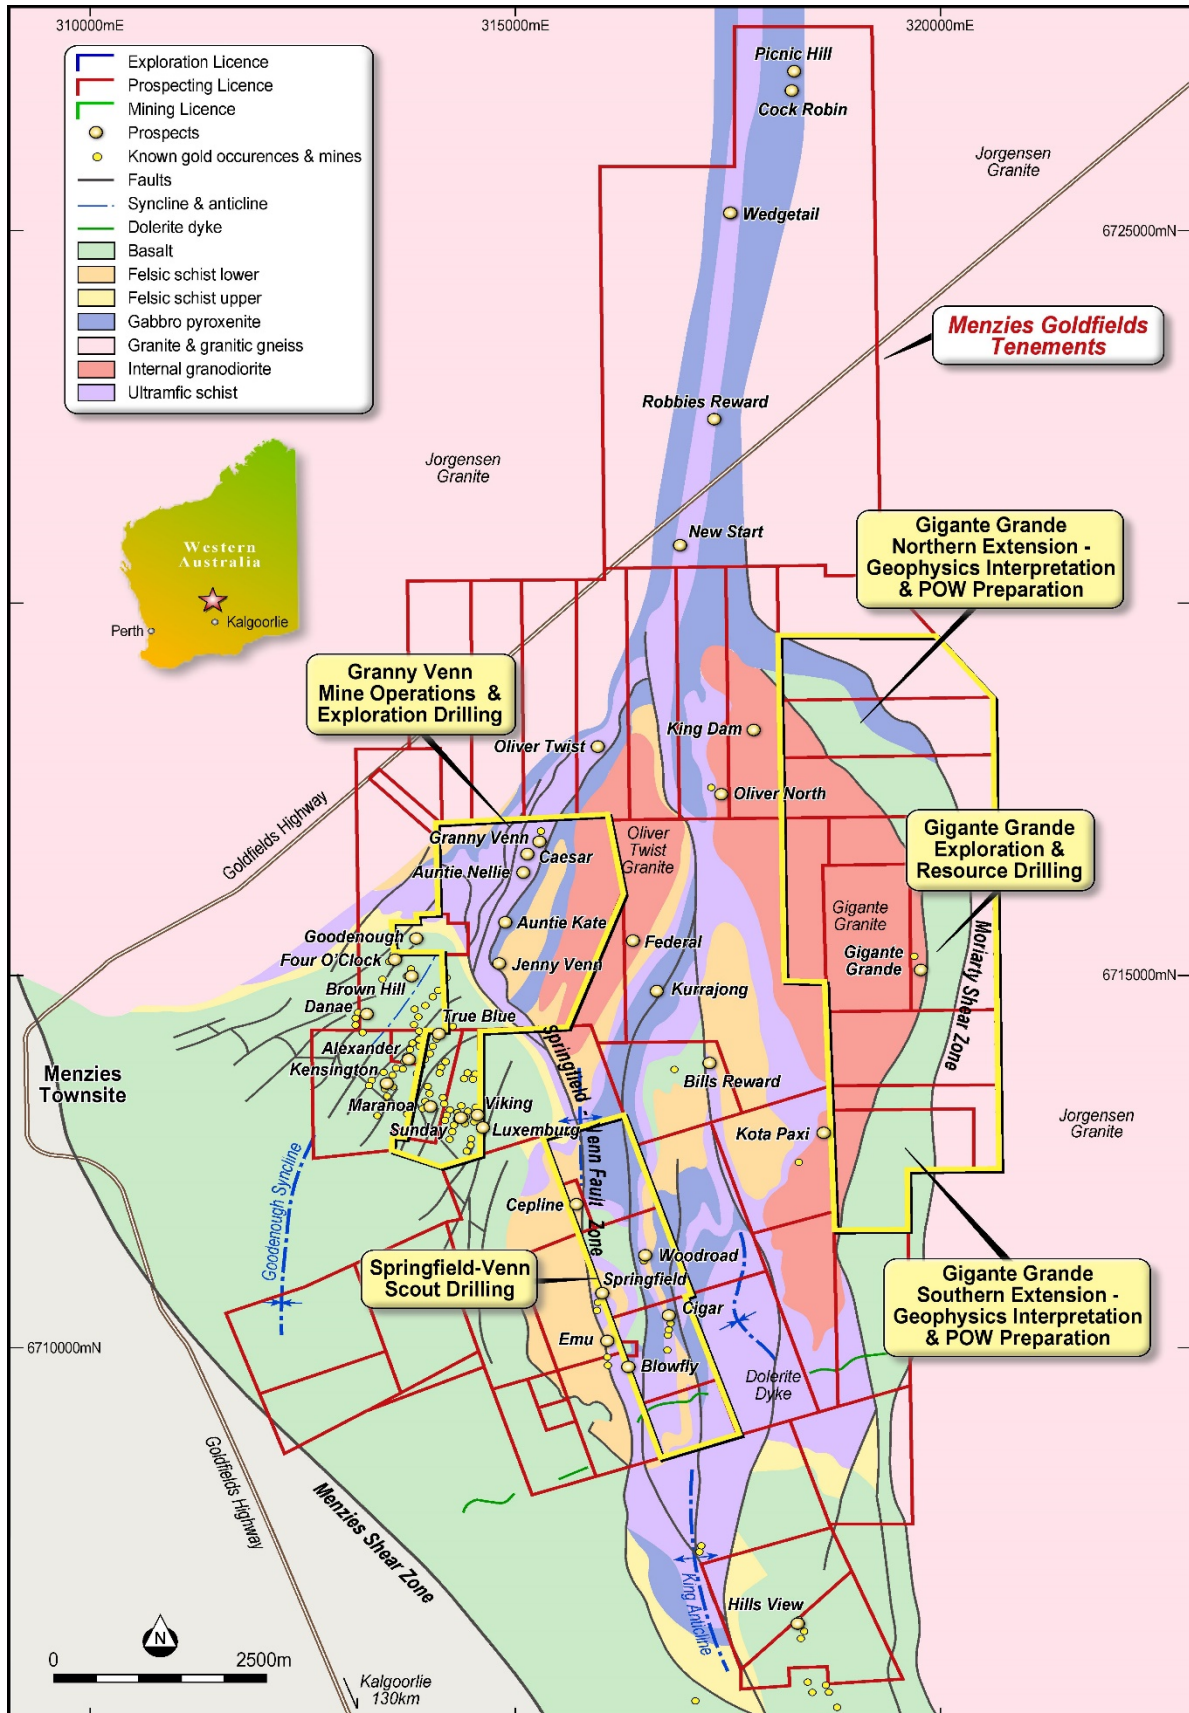 310000mE
315000mE
320000mE
Exploration Licence
Prospecting Licence
Mining Licence
Prospects
Known gold occurences & mines
Faults
Syncline & anticline
Dolerite dyke
Basalt
Felsic schist lower
Felsic schist upper
Gabbro pyroxenite
Granite & granitic gneiss
Internal granodiorite
Ultramfic schist
Picnic Hill
Cock Robin
Jorgensen
Granite
Wedgetail
6725000mN
Menzies Goldfields
Tenements
Robbies Reward
Jorgensen
Granite
Western
Australia
Perth
Kalgoorlie
New Start
Gigante Grande
Northern Extension -
Geophysics Interpretation
& POW Preparation
Granny Venn
Mine Operations &
Exploration Drilling
Oliver Twist
King Dam
Oliver North
Goldfields Highway
Granny Venn
Caesar
Auntie Nellie
Oliver
Twist
Granite
Gigante Grande
Exploration &
Resource Drilling
Auntie Kate
Gigante
Granite
Goodenough
Federal
Four O'Clock
Jenny Venn
Gigante
Grande
Moriarty Shear Zone
6715000mN
Brown Hill
Kurrajong
Danae
True Blue
Alexander
Kensington
Springfield - Venn Fault Zone
Bills Reward
Menzies
Townsite
Maranoa
Viking
Sunday
Luxemburg
Kota Paxi
Jorgensen
Granite
Goodenough Syncline
Cepline
Woodroad
Springfield-Venn
Scout Drilling
Springfield
Cigar
Gigante Grande
Southern Extension -
Geophysics Interpretation
& POW Preparation
6710000mN
Emu
Blowfly
Dolerite
Dyke
Goldfields Highway
Menzies Shear Zone
King Anticline
Hills View
N
0
2500m
Kalgoorlie
130km